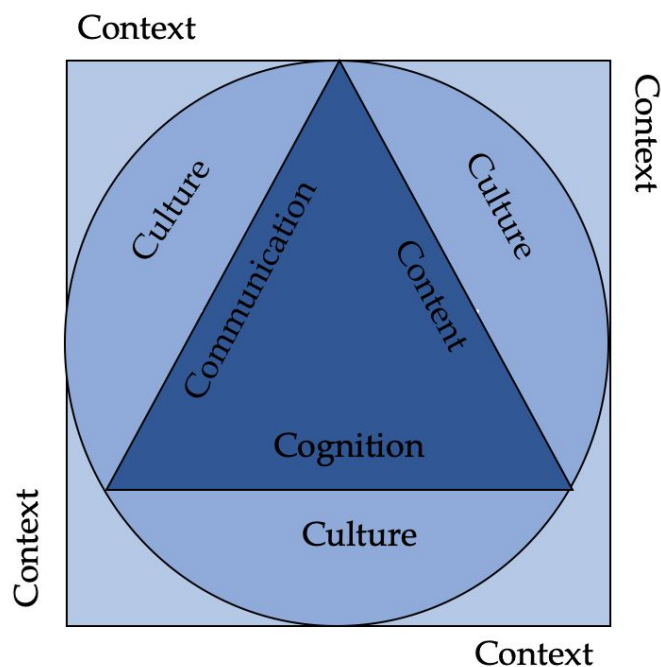 Context
Context
Culture
Culture
Communication
Content
Cognition
Culture
Context
Context